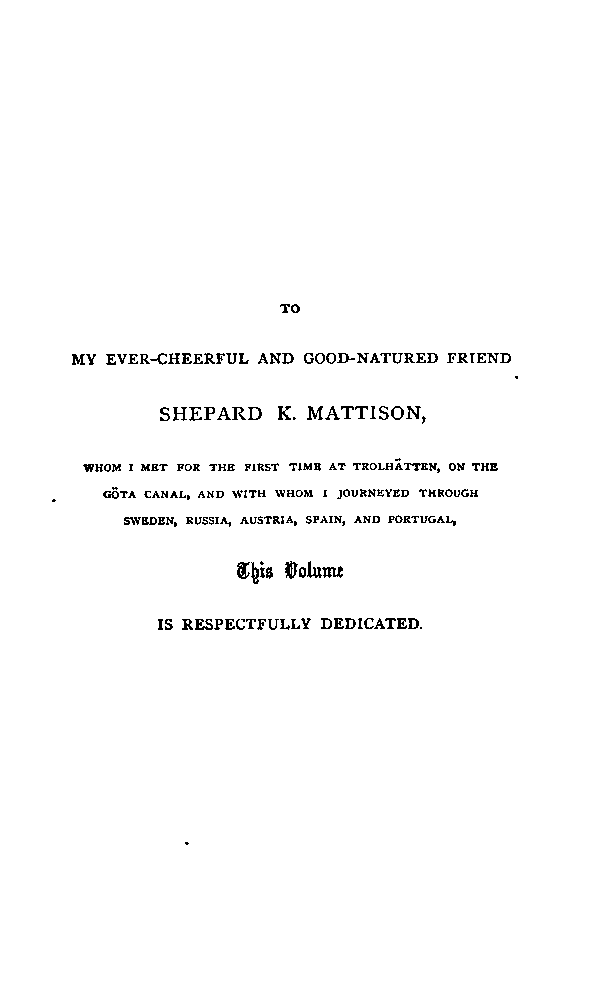 TO
MY EVER-CHEERFUL AND GOOD-NATURED FRIEND
SHEPARD K. MATTISON,
WHOM I MET FOR THE FIRST TIME AT TROLHÄTTEN, ON THE
GÖTA CANAL, AND WITH WHOM I JOURNEYED THROUGH
SWEDEN, RUSSIA, AUSTRIA, SPAIN, AND PORTUGAL,
This Volume
IS RESPECTFULLY DEDICATED.